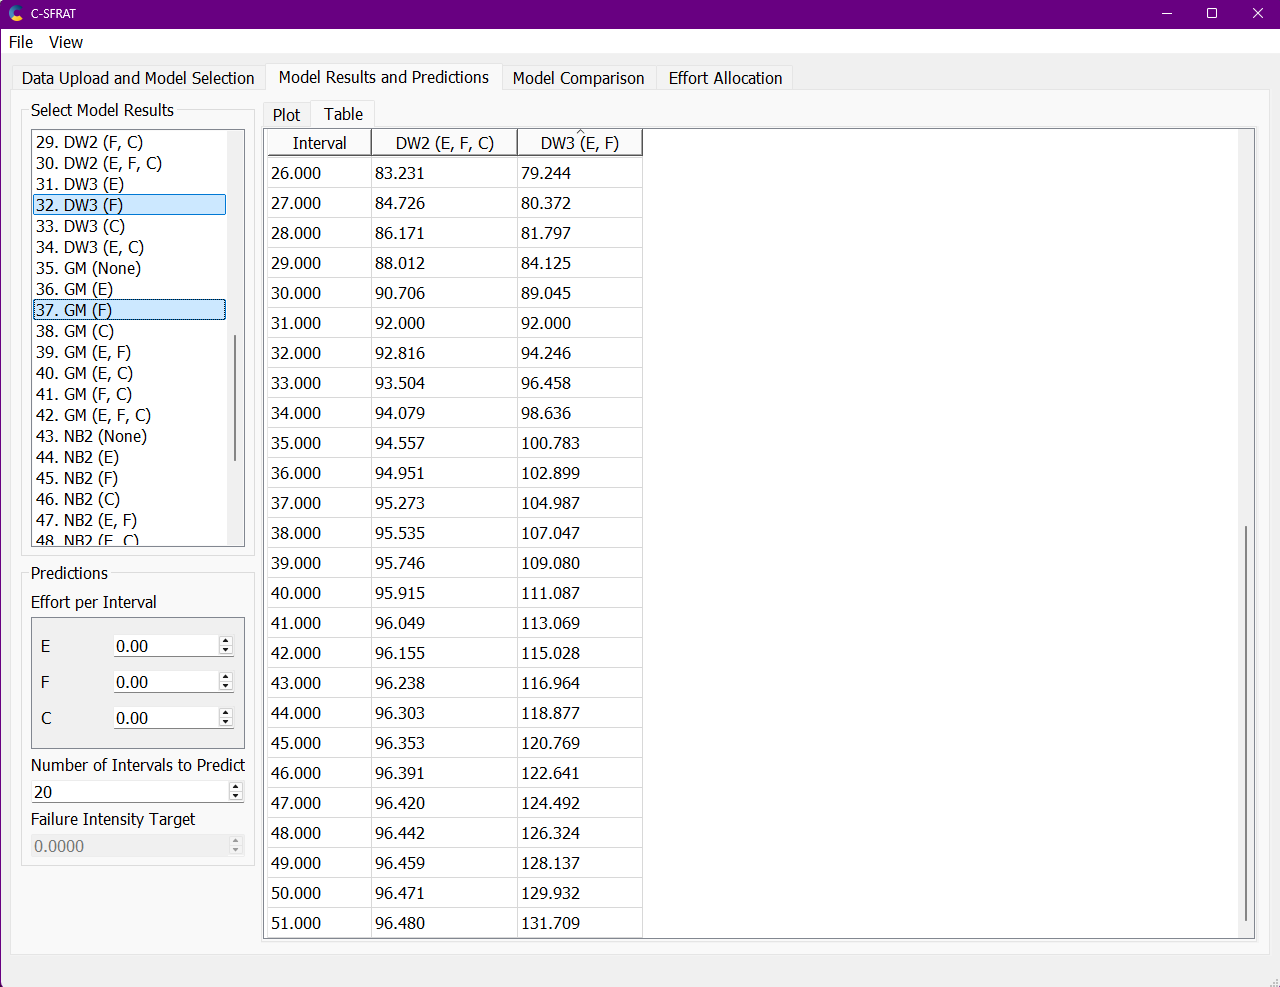 C-SFRAT
File View
Data Upload and Model Selection Model Results and Predictions Model Comparison Effort Allocation
Select Model Results
29. DW2 (F, C)
30. DW2 (E, F, C)
31. DW3 (E)
32. DW3 (F)
33. DW3 (C)
34. DW3 (E, C)
35. GM (None)
36. GM (E)
37. GM (F)
38. GM (C)
39. GM (E, F)
40. GM (E, C)
41. GM (F, C)
42. GM (E, F, C)
43. NB2 (None)
44. NB2 (E)
45. NB2 (F)
46. NB2 (C)
47. NB2 (E, F)
48. NB2 (E, C)
Predictions
Effort per Interval
E 0.00
F 0.00
C 0.00
Number of Intervals to Predict
20
Failure Intensity Target
0.0000
Plot Table
Interval DW2 (E, F, C) DW3 (E, F)
26.000 83.231 79.244
27.000 84.726 80.372
28.000 86.171 81.797
29.000 88.012 84.125
30.000 90.706 89.045
31.000 92.000 92.000
32.000 92.816 94.246
33.000 93.504 96.458
34.000 94.079 98.636
35.000 94.557 100.783
36.000 94.951 102.899
37.000 95.273 104.987
38.000 95.535 107.047
39.000 95.746 109.080
40.000 95.915 111.087
41.000 96.049 113.069
42.000 96.155 115.028
43.000 96.238 116.964
44.000 96.303 118.877
45.000 96.353 120.769
46.000 96.391 122.641
47.000 96.420 124.492
48.000 96.442 126.324
49.000 96.459 128.137
50.000 96.471 129.932
51.000 96.480 131.709